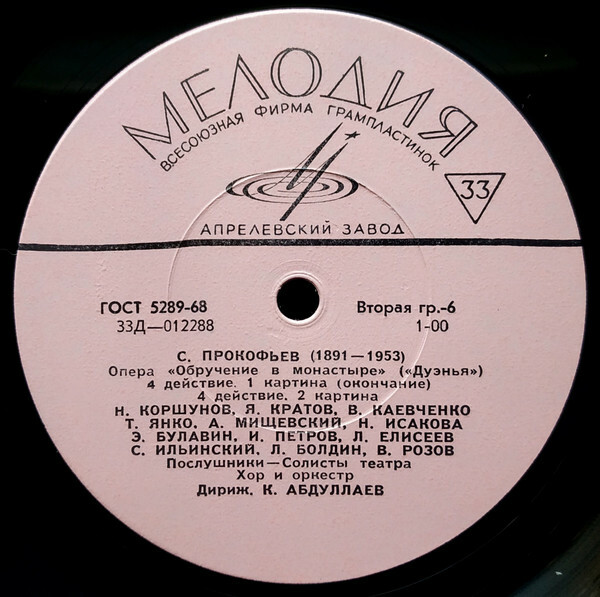 МЕЛОДИЯ
ВСЕСОЮЗНАЯ ФИРМА ГРАМПЛАСТИНОК
33
АПРЕЛЕВСКИЙ ЗАВОД
ГОСТ 5289-68 Вторая гр.-6
33Д—012288 1-00
С. ПРОКОФЬЕВ (1891—1953)
Опера «Обручение в монастыре» («Дуэнья»)
4 действие. 1 картина (окончание)
4 действие. 2 картина
Н. КОРШУНОВ, Я. КРАТОВ, В. КАЕВЧЕНКО
Т. ЯНКО, А. МИЩЕВСКИЙ, Н. ИСАКОВА
Э. БУЛАВИН, И. ПЕТРОВ, Л. ЕЛИСЕЕВ
С. ИЛЬИНСКИЙ, Л. БОЛДИН, В. РОЗОВ
Послушники—Солисты театра
Хор и оркестр
Дириж. К. АБДУЛЛАЕВ